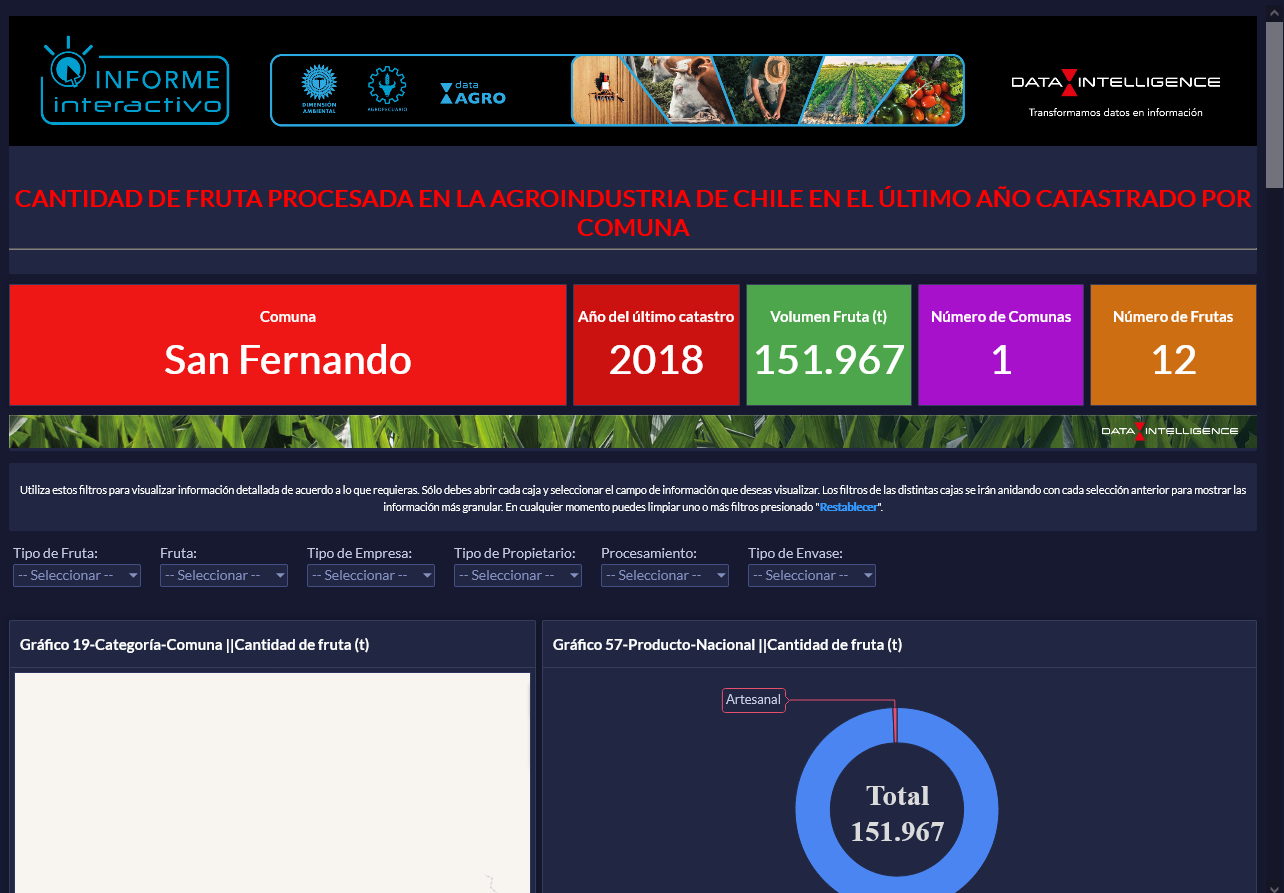 INFORME
interactivo
DIMENSIÓN
AMBIENTAL
AGROPECUARIO
data
AGRO
DATA INTELLIGENCE
Transformamos datos en información
CANTIDAD DE FRUTA PROCESADA EN LA AGROINDUSTRIA DE CHILE EN EL ÚLTIMO AÑO CATASTRADO POR
COMUNA
Comuna
San Fernando
Año del último catastro
2018
Volumen Fruta (t)
151.967
Número de Comunas
1
Número de Frutas
12
DATA INTELLIGENCE
Utiliza estos filtros para visualizar información detallada de acuerdo a lo que requieras. Sólo debes abrir cada caja y seleccionar el campo de información que deseas visualizar. Los filtros de las distintas cajas se irán anidando con cada selección anterior para mostrar las
información más granular. En cualquier momento puedes limpiar uno o más filtros presionado "Restablecer".
Tipo de Fruta: Fruta: Tipo de Empresa: Tipo de Propietario: Procesamiento: Tipo de Envase:
-- Seleccionar -- -- Seleccionar -- -- Seleccionar -- -- Seleccionar -- -- Seleccionar -- -- Seleccionar --
Gráfico 19-Categoría-Comuna ||Cantidad de fruta (t)
Gráfico 57-Producto-Nacional ||Cantidad de fruta (t)
Artesanal
Total
151.967